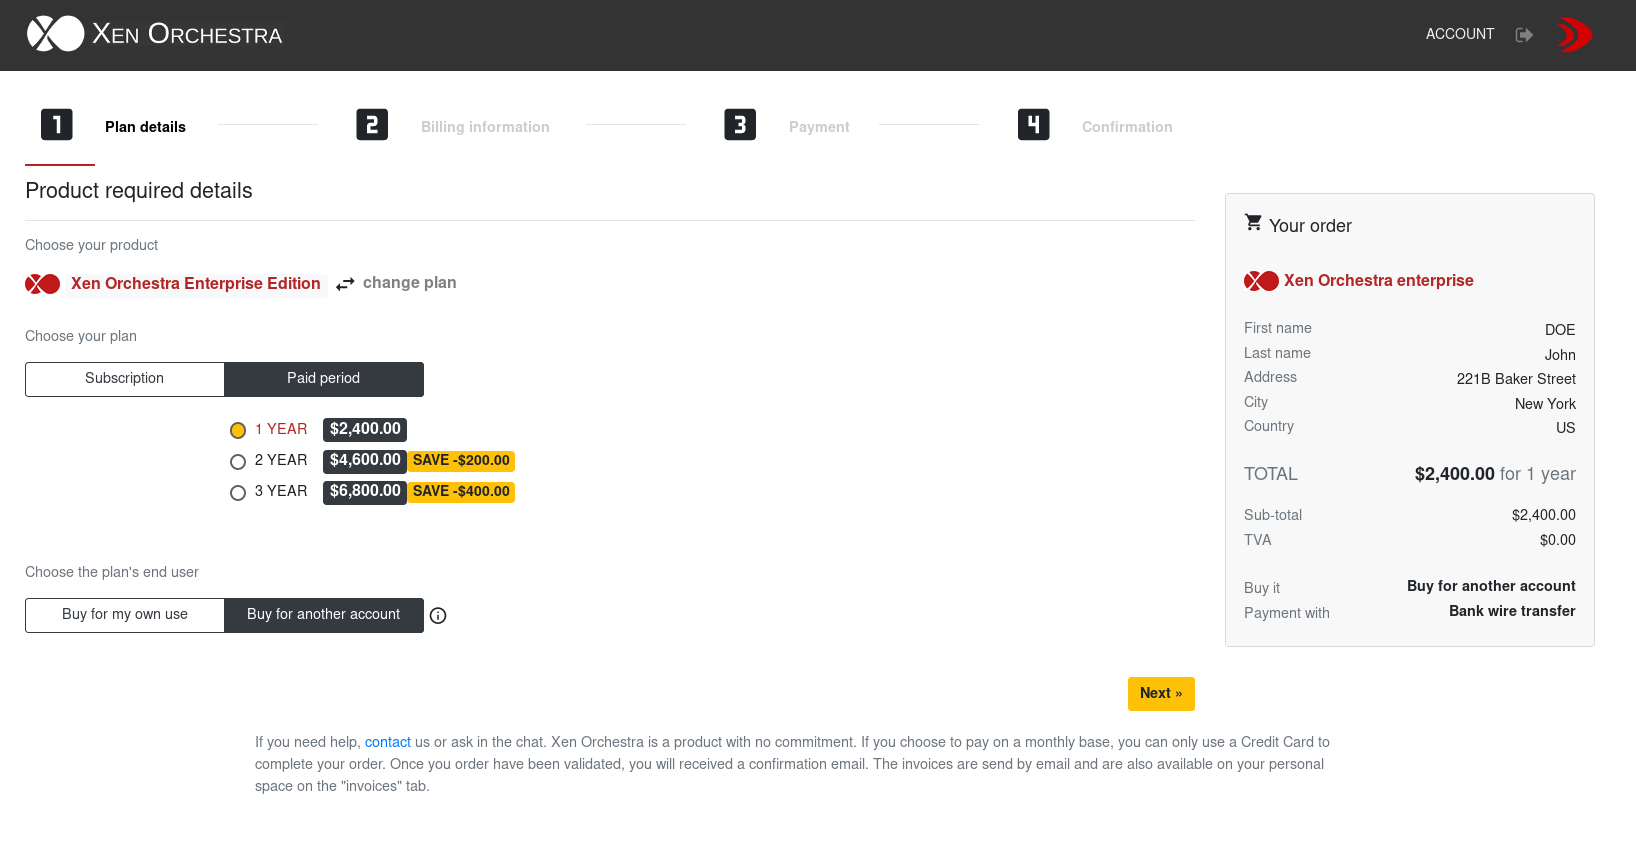 XEN ORCHESTRA
ACCOUNT
1 Plan details
2 Billing information
3 Payment
4 Confirmation
Product required details
Choose your product
Xen Orchestra Enterprise Edition change plan
Choose your plan
Subscription Paid period
1 YEAR $2,400.00
2 YEAR $4,600.00 SAVE -$200.00
3 YEAR $6,800.00 SAVE -$400.00
Choose the plan's end user
Buy for my own use Buy for another account
Next »
Your order
Xen Orchestra enterprise
First name DOE
Last name John
Address 221B Baker Street
City New York
Country US
TOTAL $2,400.00 for 1 year
Sub-total $2,400.00
TVA $0.00
Buy it Buy for another account
Payment with Bank wire transfer
If you need help, contact us or ask in the chat. Xen Orchestra is a product with no commitment. If you choose to pay on a monthly base, you can only use a Credit Card to
complete your order. Once you order have been validated, you will received a confirmation email. The invoices are send by email and are also available on your personal
space on the "invoices" tab.